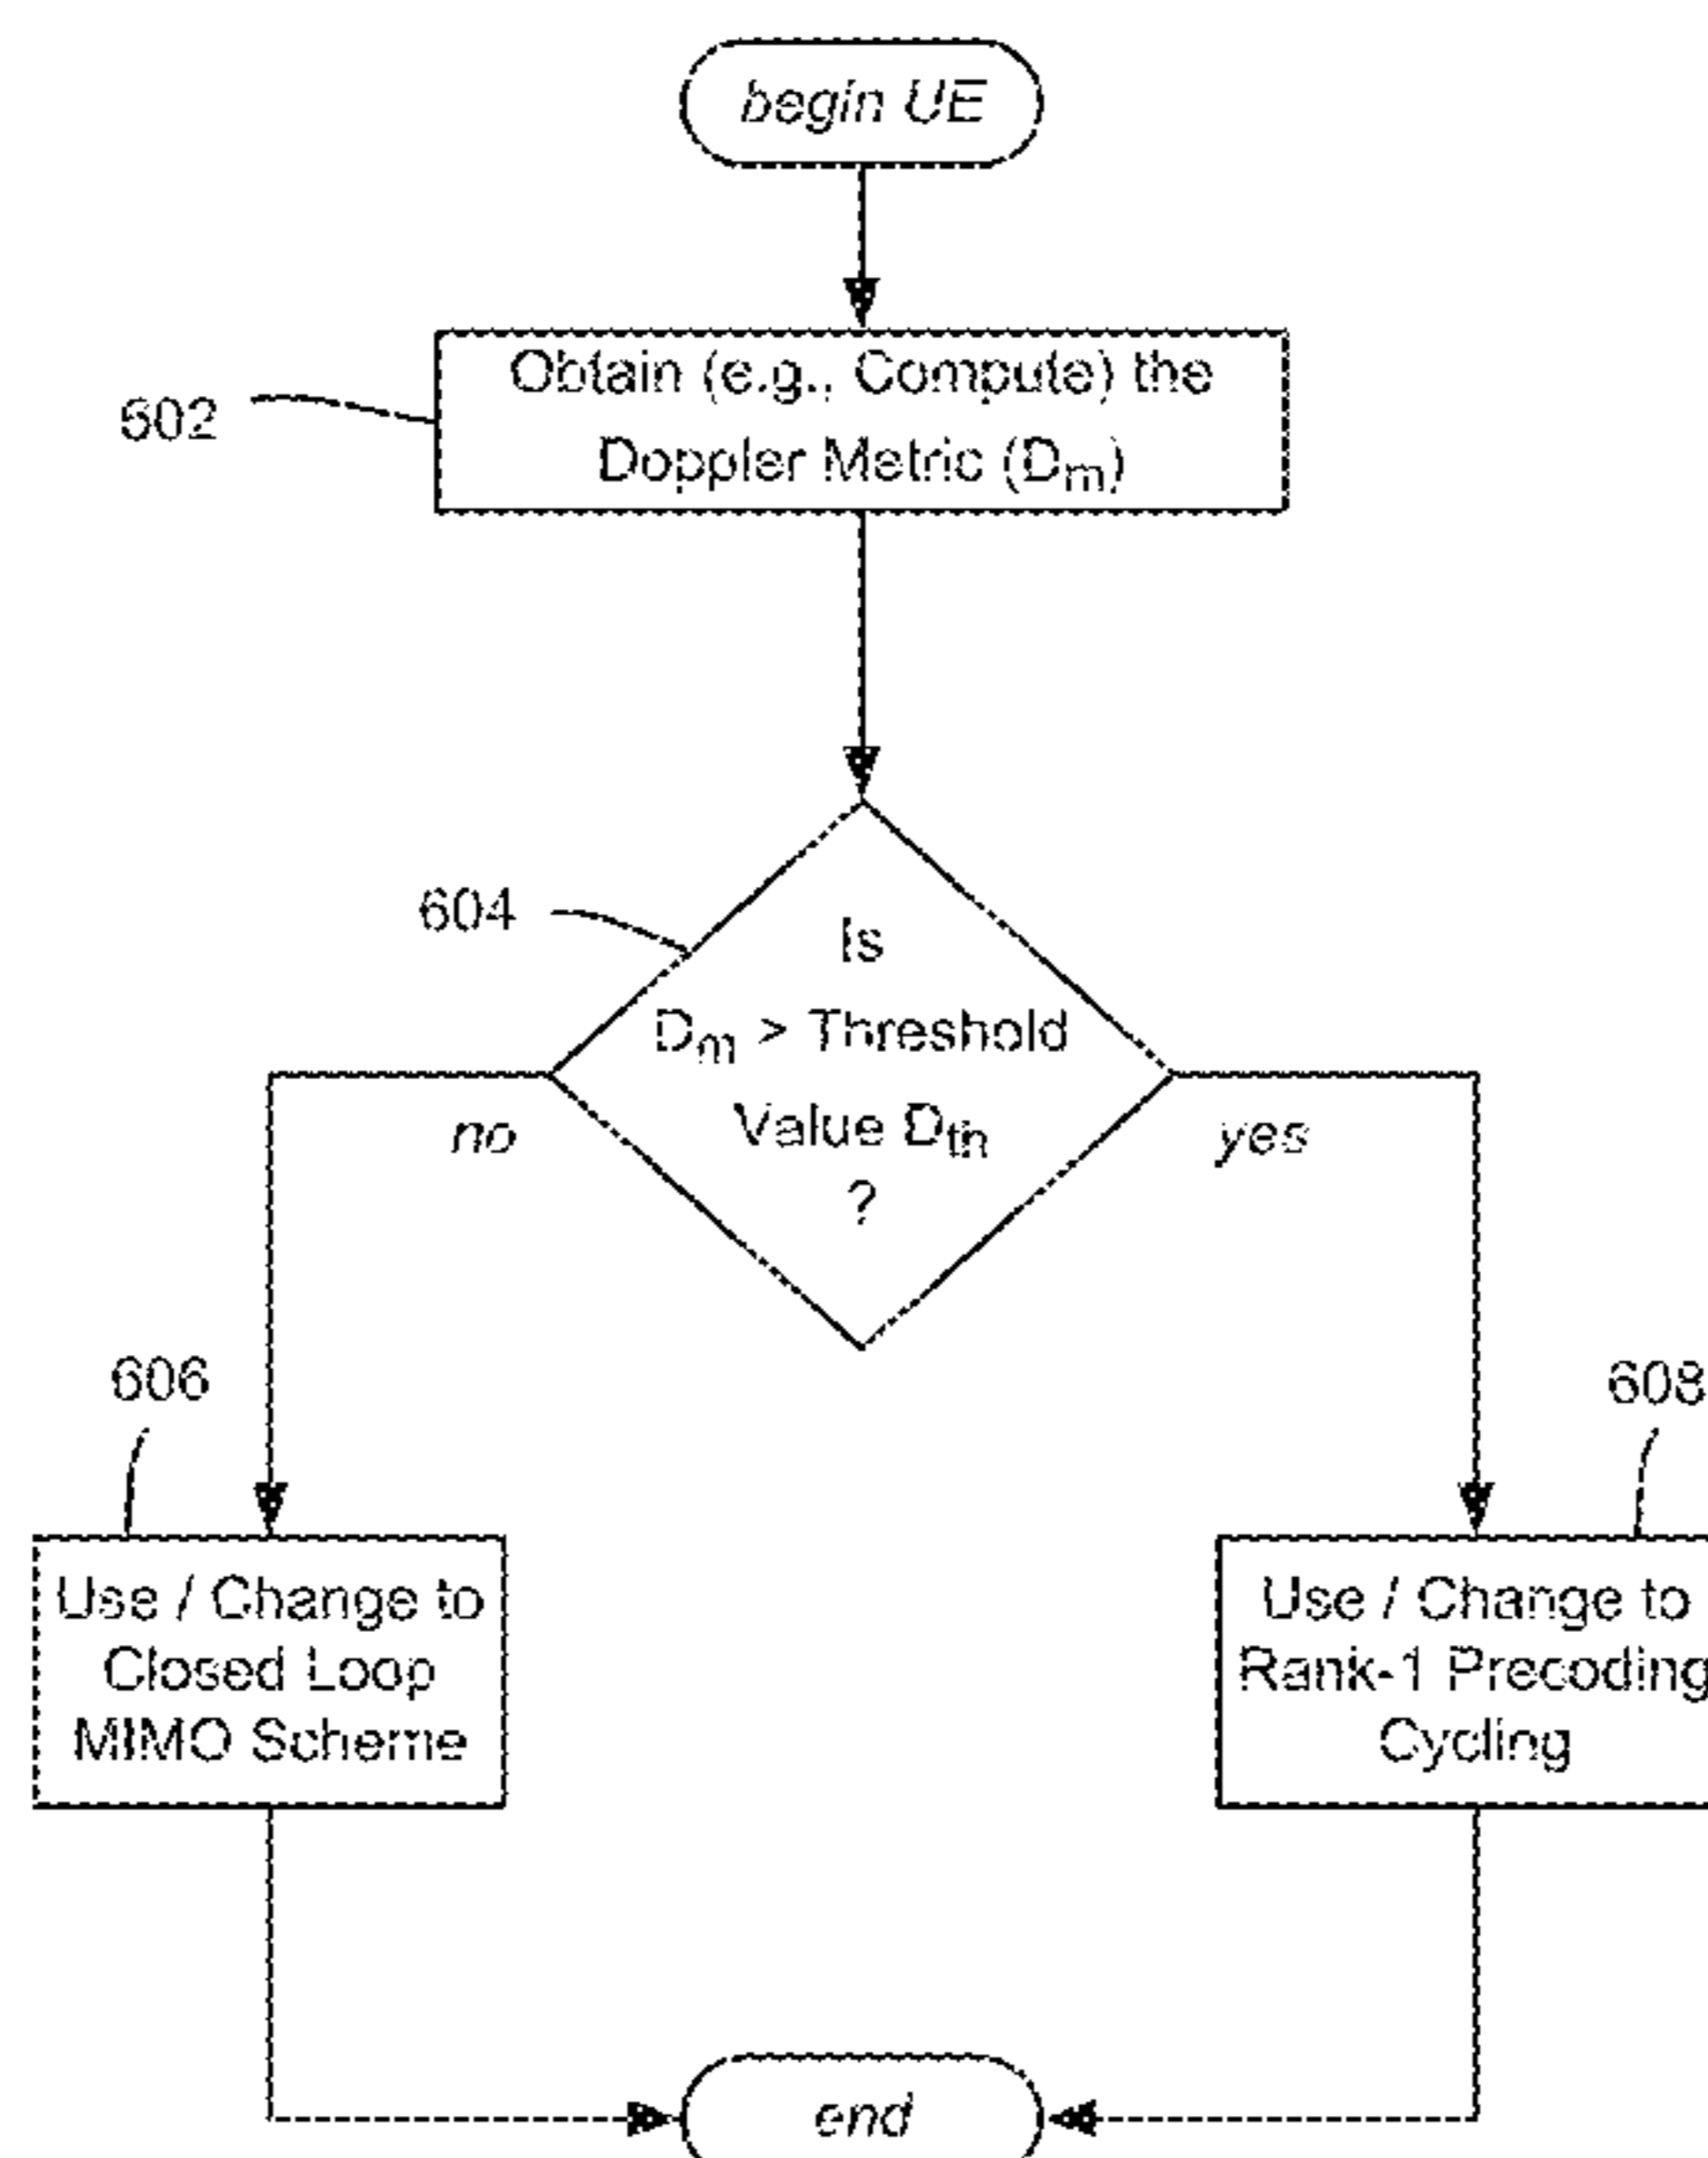 begin UE
Obtain (e.g., Compute) the
Doppler Metric (Dm)
602
604
Is
Dm > Threshold
Value Dth
?
no
yes
606
608
Use / Change to
Closed Loop
MIMO Scheme
Use / Change to
Rank-1 Precoding
Cycling
end